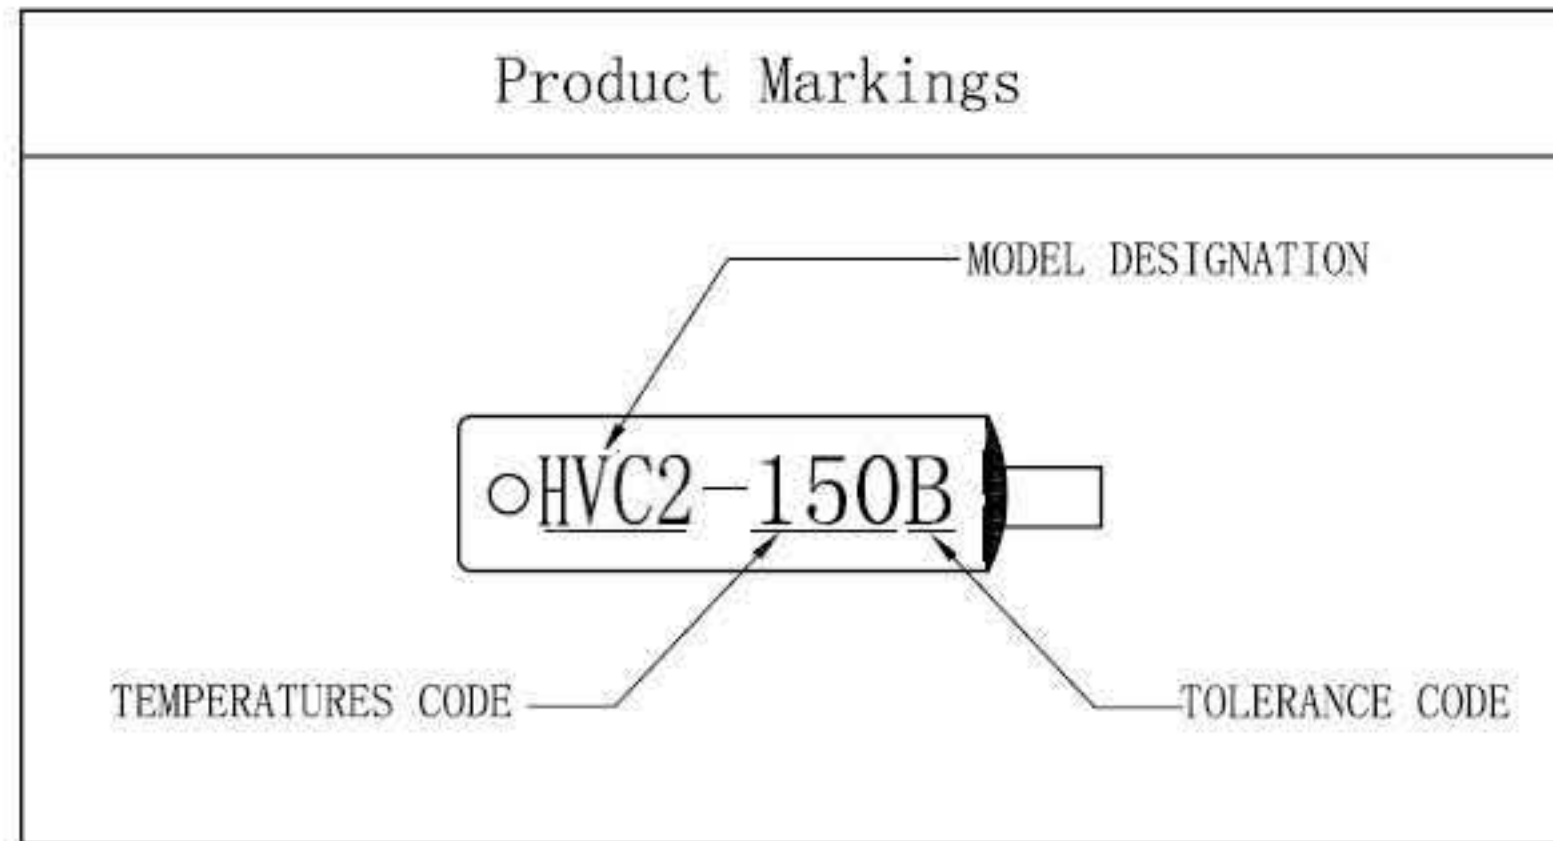 Product Markings
MODEL DESIGNATION
HVC2-150B
TEMPERATURES CODE
TOLERANCE CODE